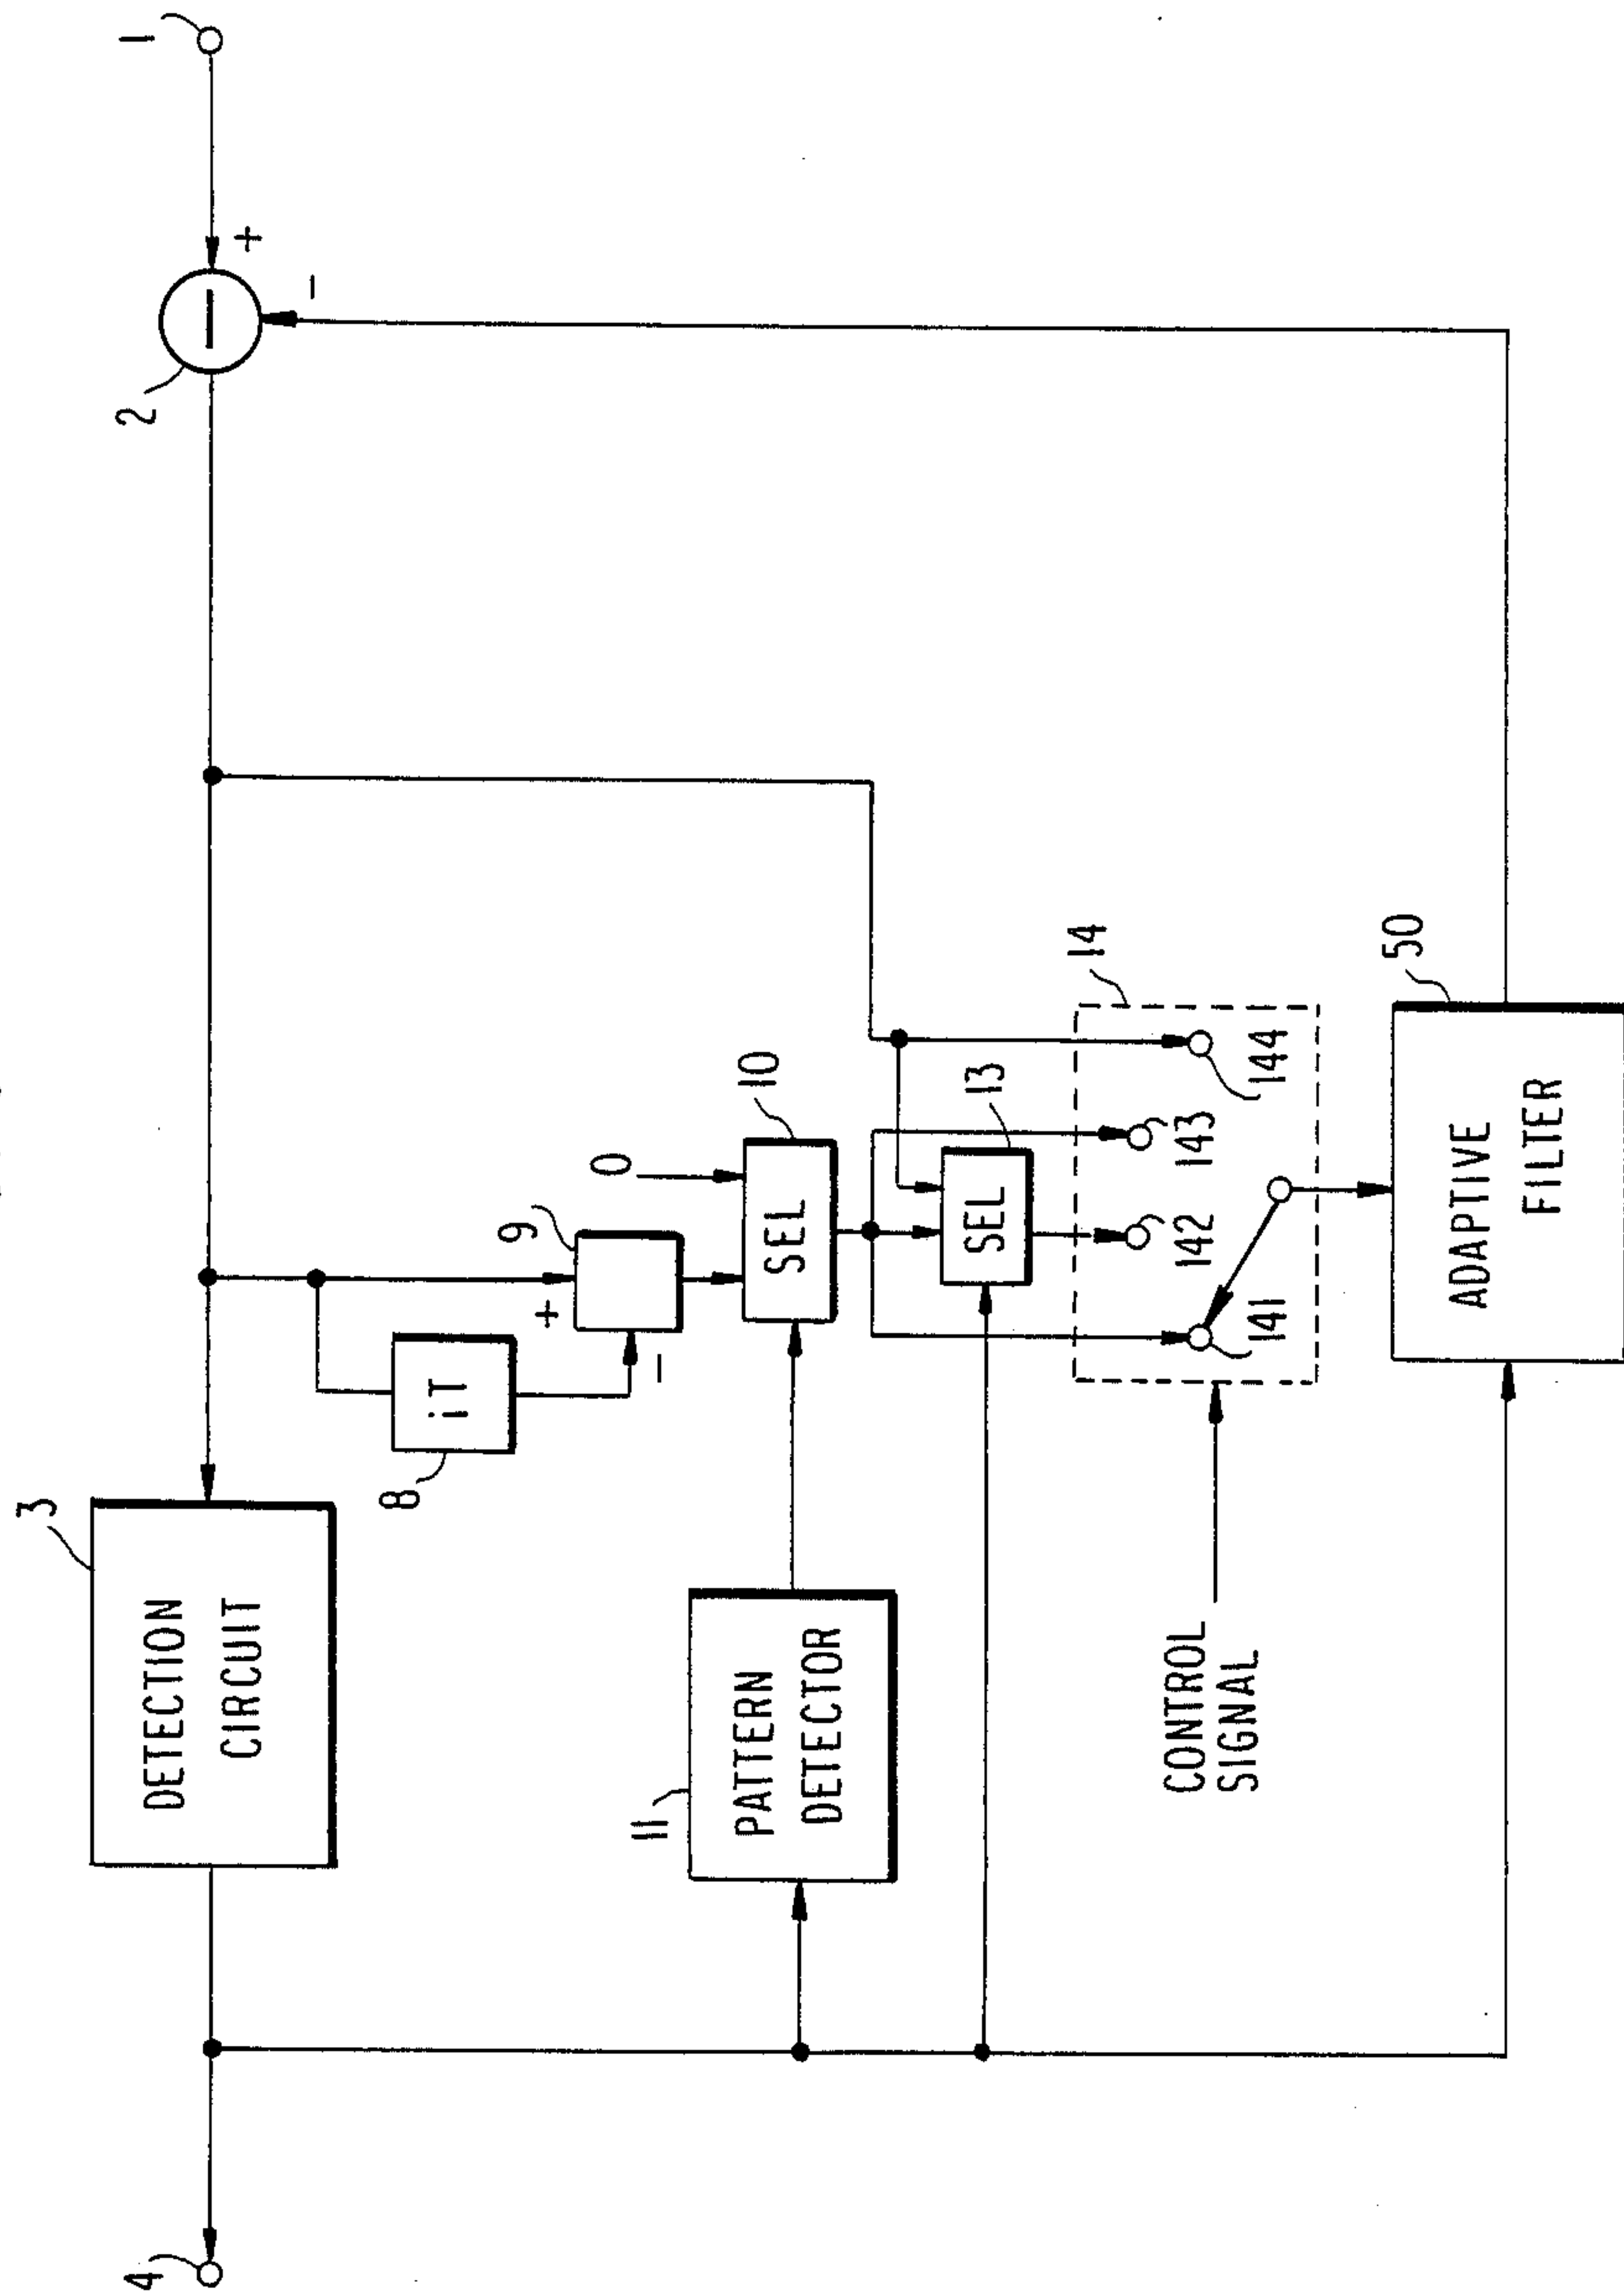 1
+
-
2
3
DETECTION
CIRCUIT
4
iT
8
9
+
-
0
10
SEL
11
PATTERN
DETECTOR
13
SEL
14
141
142
143
144
CONTROL
SIGNAL
50
ADAPTIVE
FILTER